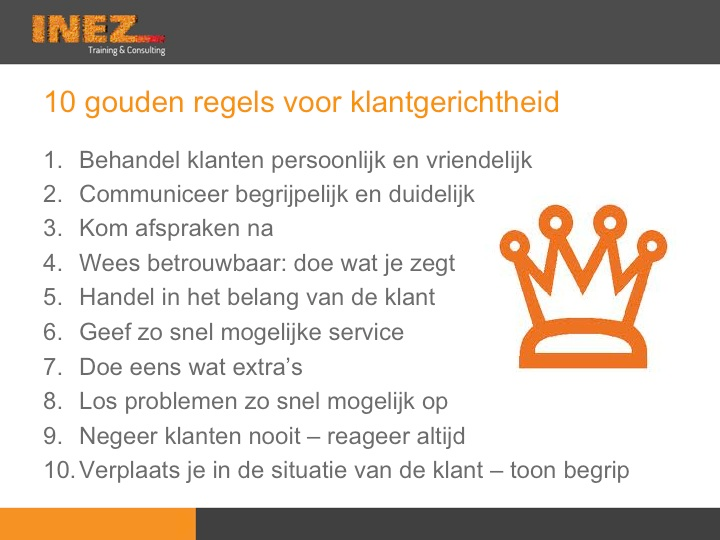 INEZ
Training & Consulting
10 gouden regels voor klantgerichtheid
1. Behandel klanten persoonlijk en vriendelijk
2. Communiceer begrijpelijk en duidelijk
3. Kom afspraken na
4. Wees betrouwbaar: doe wat je zegt
5. Handel in het belang van de klant
6. Geef zo snel mogelijke service
7. Doe eens wat extra’s
8. Los problemen zo snel mogelijk op
9. Negeer klanten nooit – reageer altijd
10. Verplaats je in de situatie van de klant – toon begrip